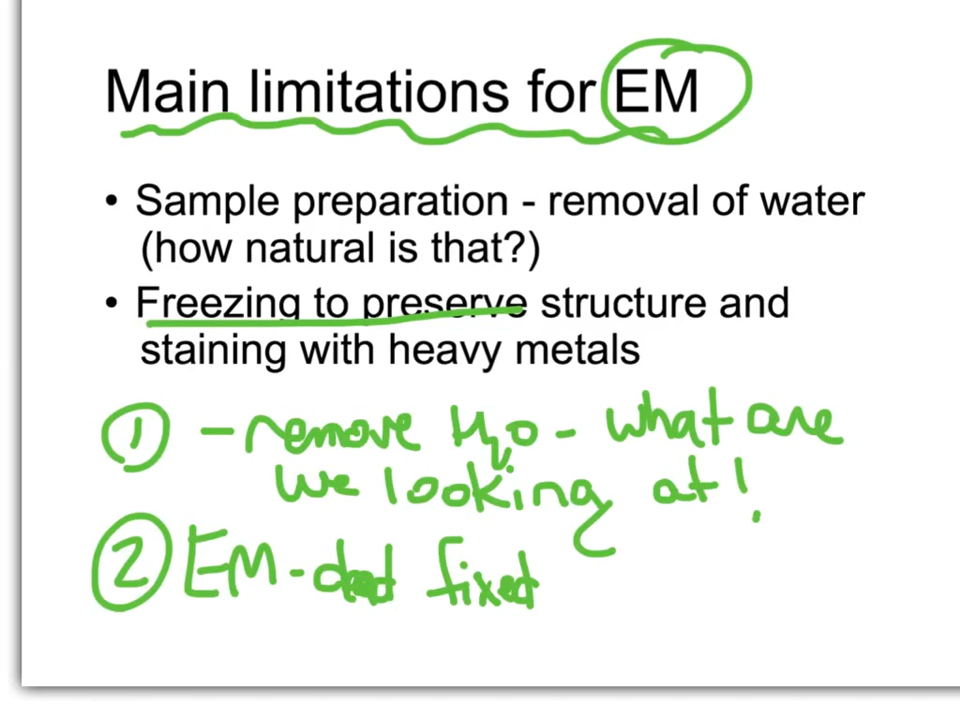 Main limitations for EM
• Sample preparation - removal of water
(how natural is that?)
• Freezing to preserve structure and
staining with heavy metals
① - remove H₂O - what are
we looking at!
② EM - dead fixed